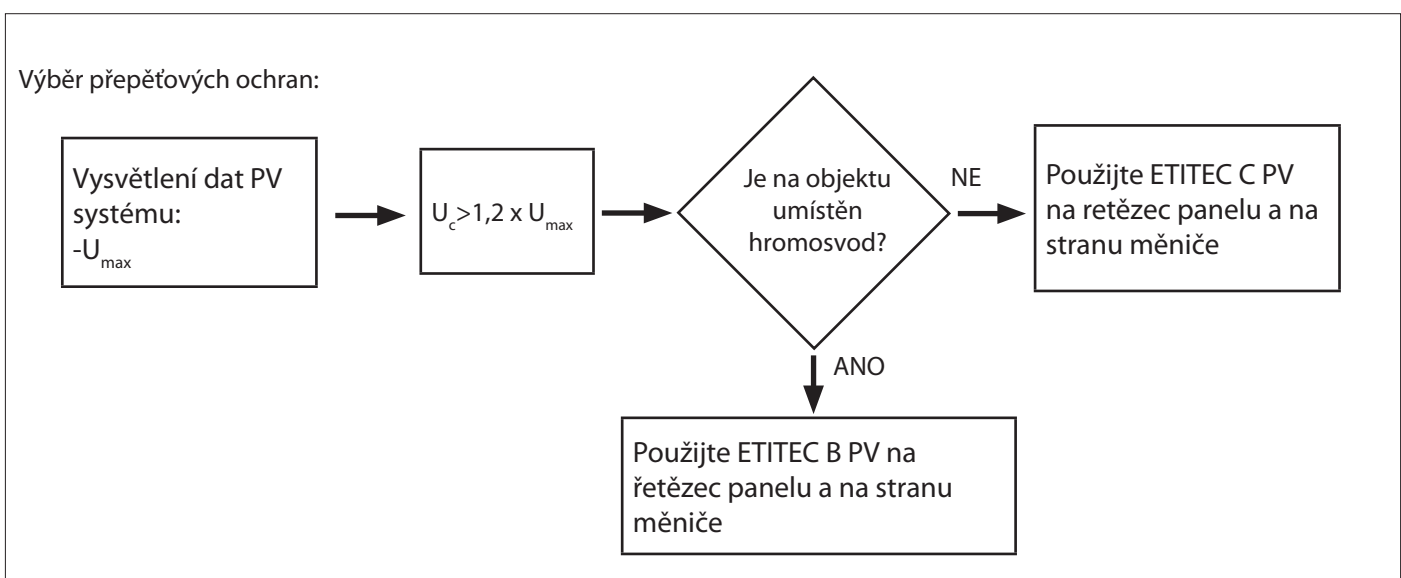 Výběr přepěťových ochran:
Vysvětlení dat PV
systému:
-Umax
Uc>1,2 x Umax
Je na objektu
umístěn
hromosvod?
NE
Použijte ETITEC C PV
na retězec panelu a na
stranu měniče
ANO
Použijte ETITEC B PV na
řetězec panelu a na stranu
měniče